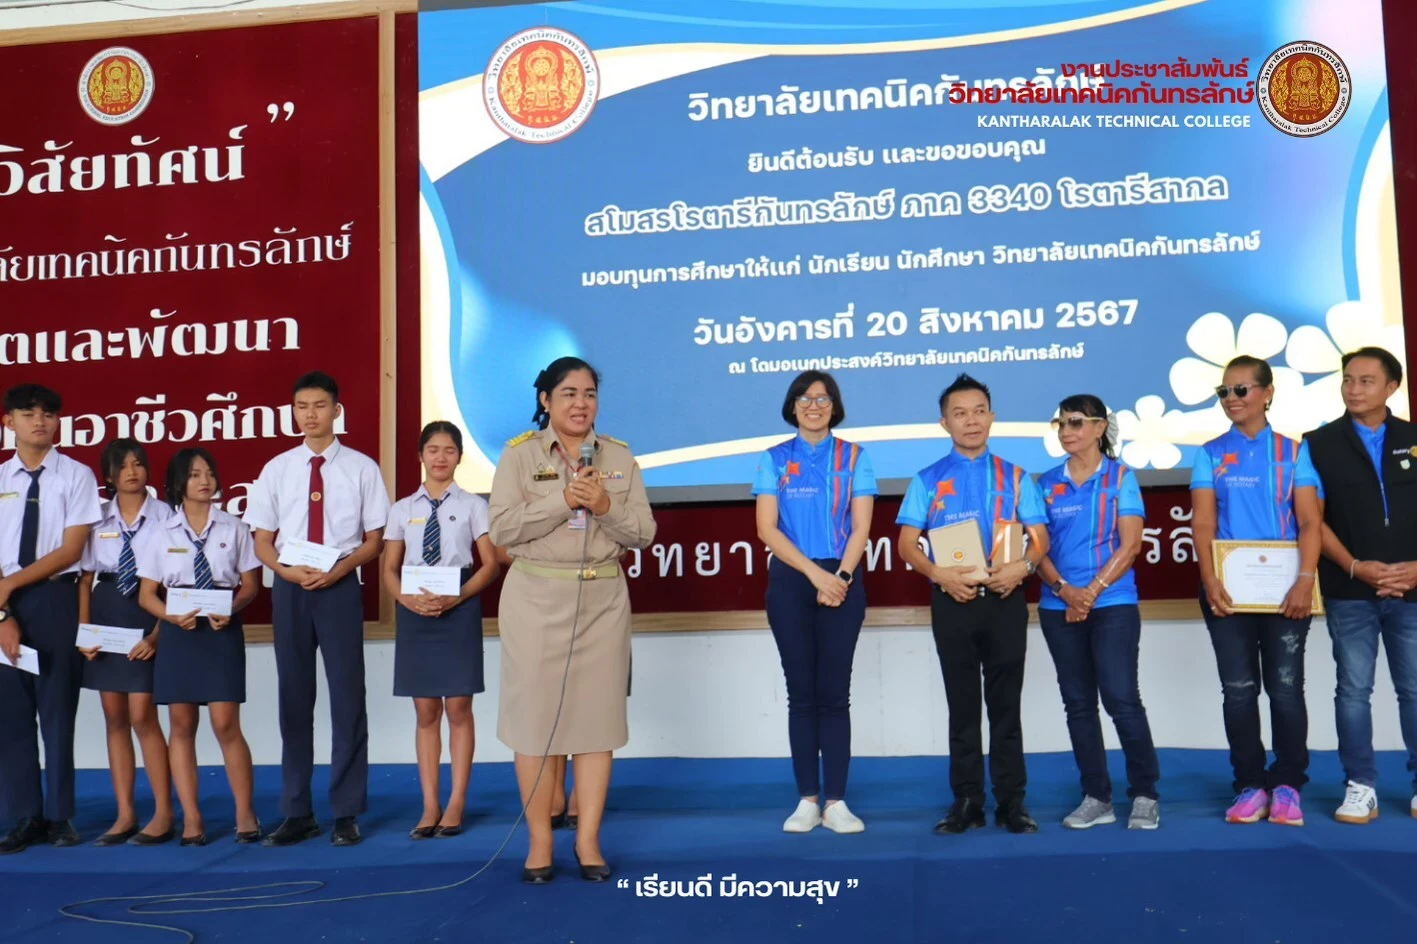 งานประชาสัมพันธ์
วิทยาลัยเทคนิคกันทรลักษ์
KANTHARALAK TECHNICAL COLLEGE
วิทยาลัยเทคนิคกันทรลักษ์
ยินดีต้อนรับ และขอขอบคุณ
สโมสรโรตารีกันทรลักษ์ ภาค 3340 โรตารีสากล
มอบทุนการศึกษาให้แก่ นักเรียน นักศึกษา วิทยาลัยเทคนิคกันทรลักษ์
วันอังคารที่ 20 สิงหาคม 2567
ณ โดมอเนกประสงค์วิทยาลัยเทคนิคกันทรลักษ์
วิทยาลัยเทคนิคกันทรลักษ์
Kantharalak Technical College
วิสัยทัศน์ ”
ลัยเทคนิคกันทรลักษ์
ตและพัฒนา
อาชีวศึกษา
THE MAGIC
OF ROTARY
THE MAGIC
THE MAGIC
Rotary
“ เรียนดี มีความสุข ”